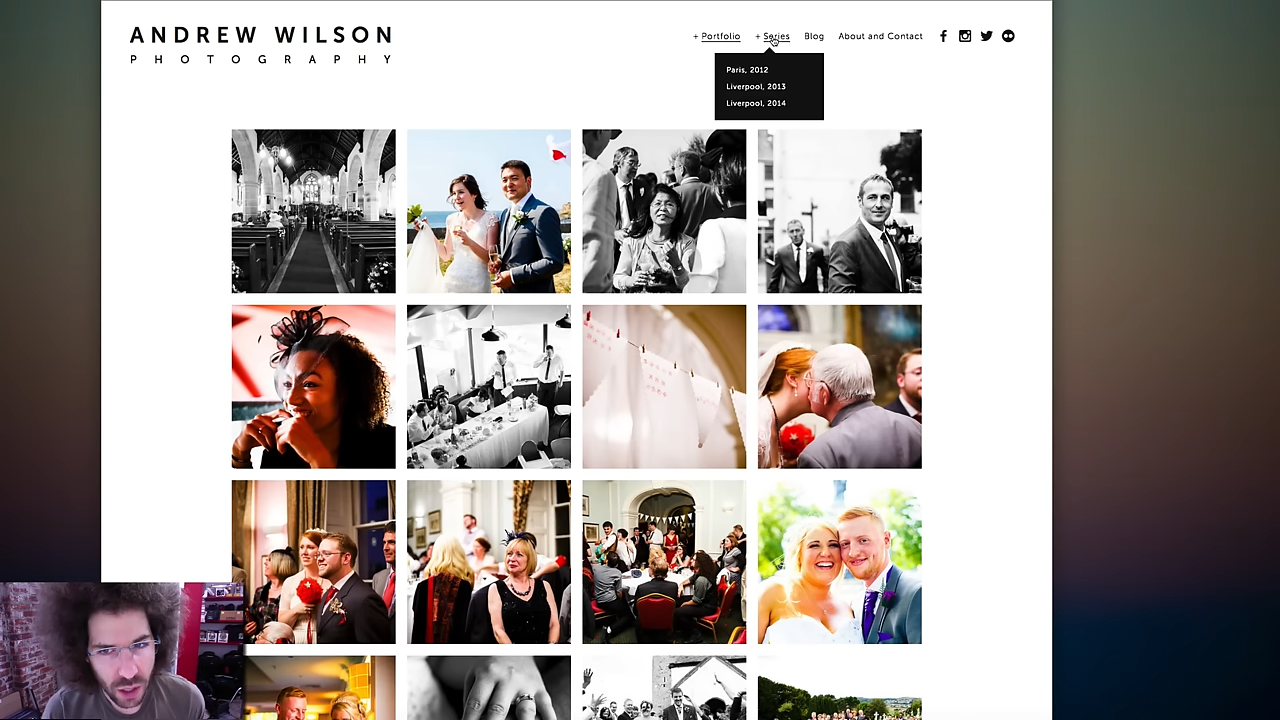 ANDREW WILSON
PHOTOGRAPHY
+ Portfolio + Series Blog About and Contact
Paris, 2012
Liverpool, 2013
Liverpool, 2014